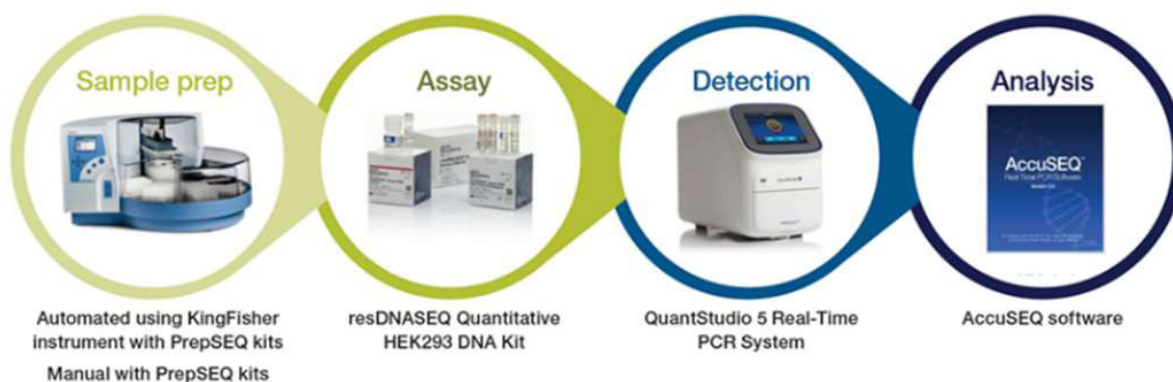 Sample prep
Assay
Detection
Analysis
AccuSEQ™
Real-Time PCR Software
Automated using KingFisher
instrument with PrepSEQ kits
Manual with PrepSEQ kits
resDNASEQ Quantitative
HEK293 DNA Kit
QuantStudio 5 Real-Time
PCR System
AccuSEQ software